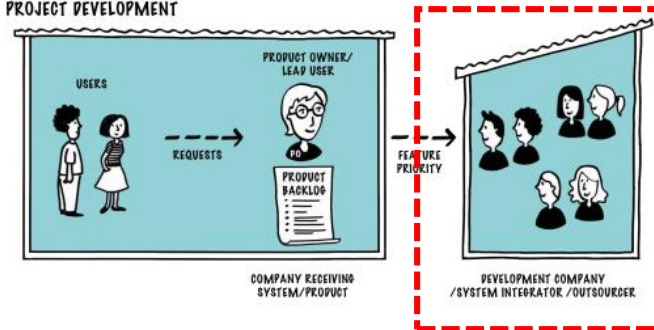 PROJECT DEVELOPMENT
USERS
REQUESTS
PRODUCT OWNER/
LEAD USER
PO
PRODUCT
BACKLOG
FEATURE
PRIORITY
COMPANY RECEIVING
SYSTEM/PRODUCT
DEVELOPMENT COMPANY
/SYSTEM INTEGRATOR /OUTSOURCER